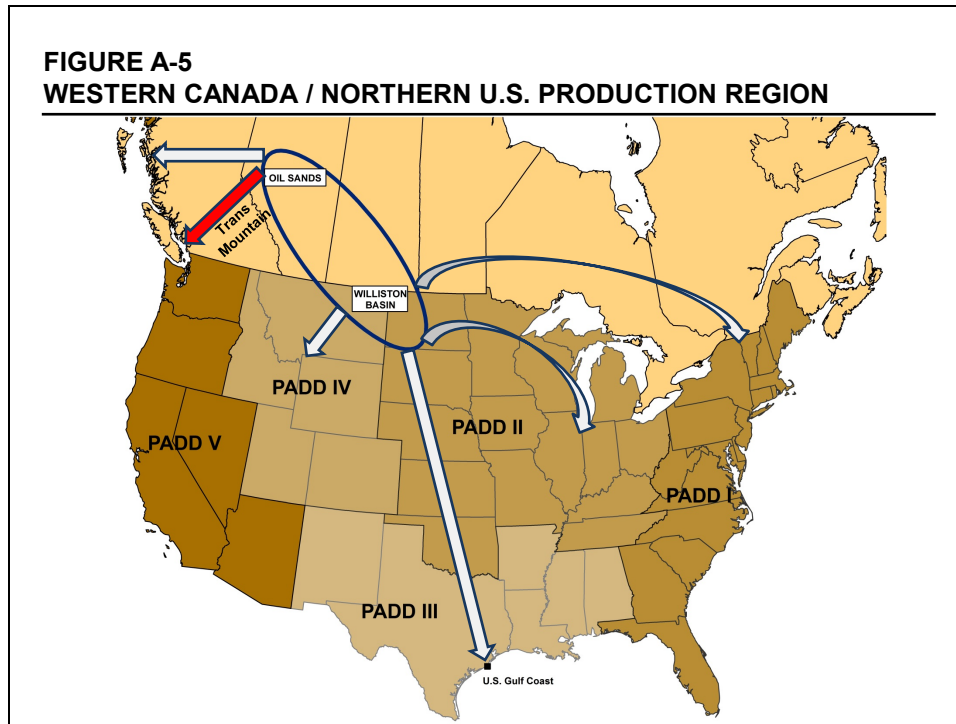 FIGURE A-5
WESTERN CANADA / NORTHERN U.S. PRODUCTION REGION
OIL SANDS
Trans
Mountain
WILLISTON
BASIN
PADD IV
PADD V
PADD II
PADD I
PADD III
U.S. Gulf Coast